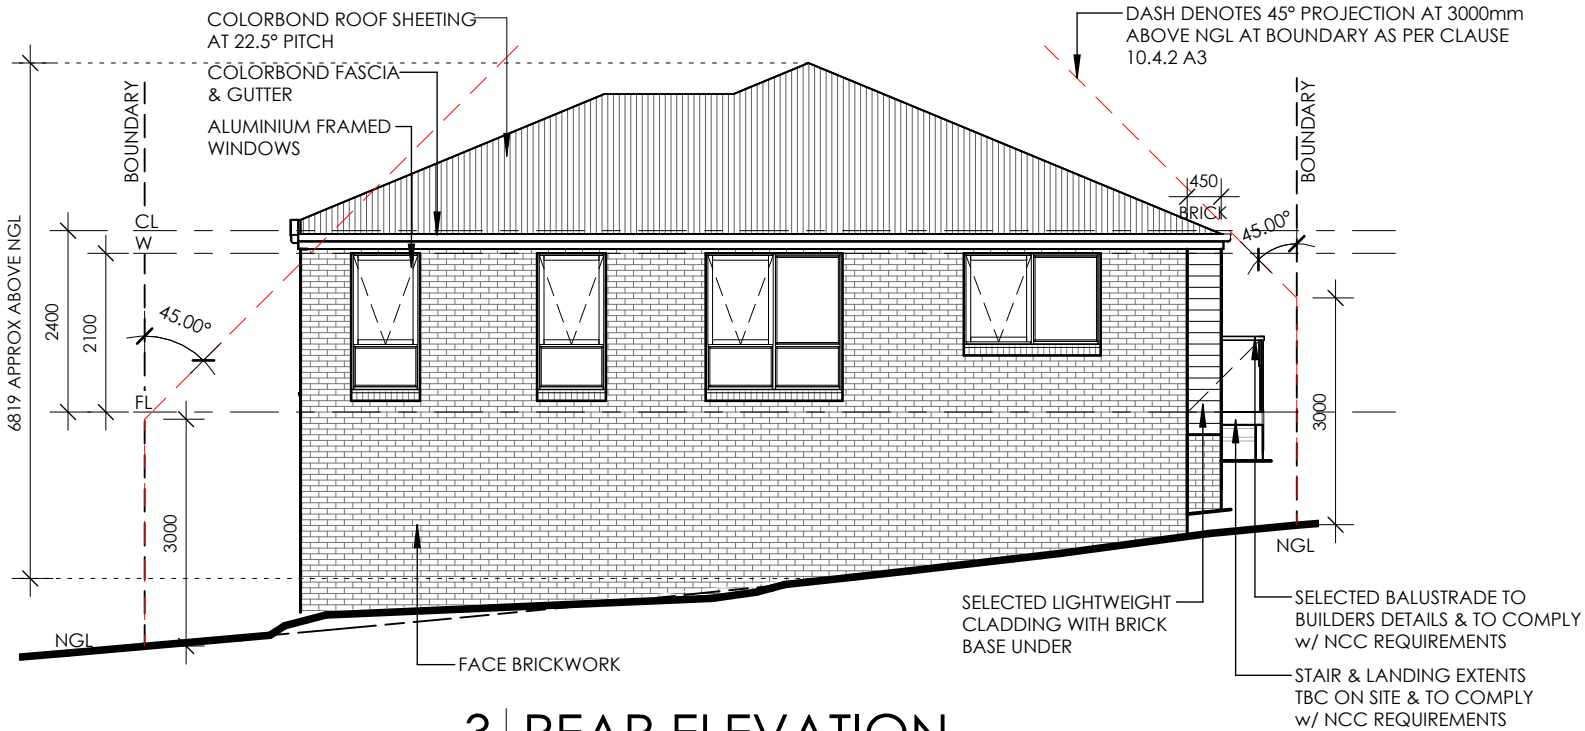 COLORBOND ROOF SHEETING
AT 22.5° PITCH
COLORBOND FASCIA
& GUTTER
ALUMINIUM FRAMED
WINDOWS
DASH DENOTES 45° PROJECTION AT 3000mm
ABOVE NGL AT BOUNDARY AS PER CLAUSE
10.4.2 A3
BOUNDARY
BOUNDARY
450
BRICK
45.00°
CL
W
6819 APPROX ABOVE NGL
2400
2100
45.00°
FL
3000
3000
NGL
NGL
FACE BRICKWORK
SELECTED LIGHTWEIGHT
CLADDING WITH BRICK
BASE UNDER
SELECTED BALUSTRADE TO
BUILDERS DETAILS & TO COMPLY
w/ NCC REQUIREMENTS
STAIR & LANDING EXTENTS
TBC ON SITE & TO COMPLY
w/ NCC REQUIREMENTS
3 REAR ELEVATION